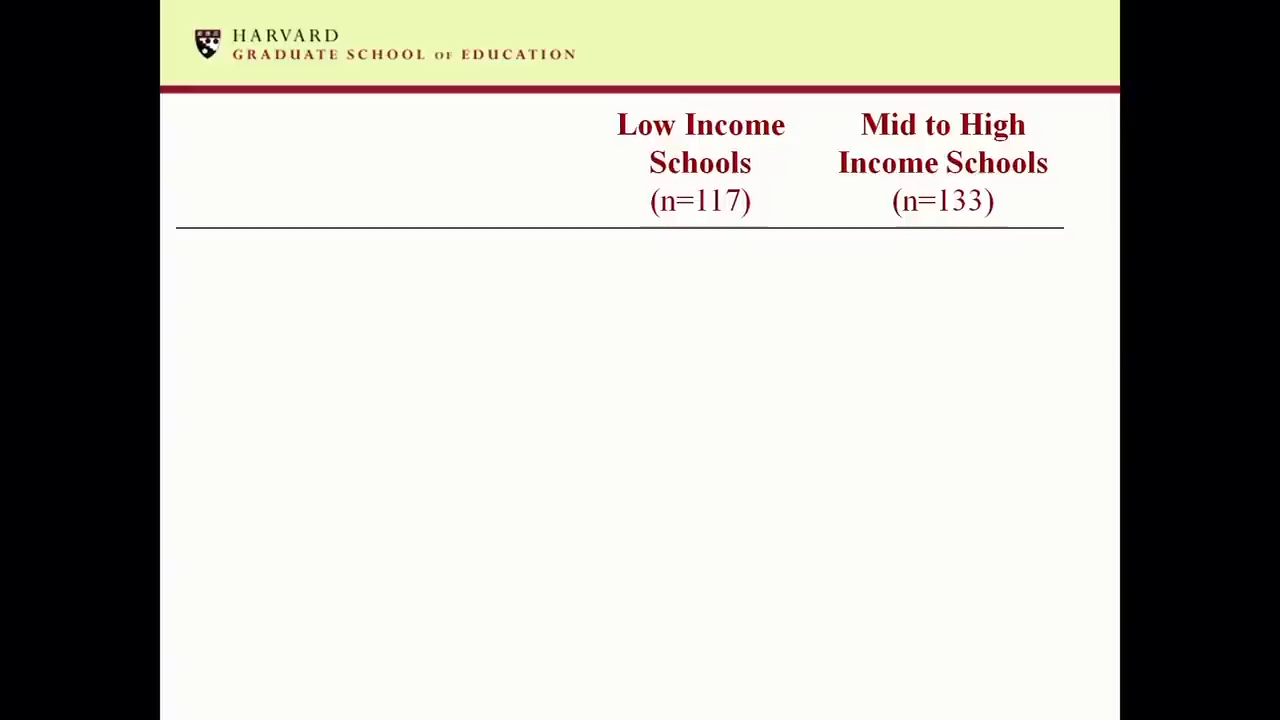 HARVARD
GRADUATE SCHOOL OF EDUCATION
Low Income
Schools
(n=117)
Mid to High
Income Schools
(n=133)